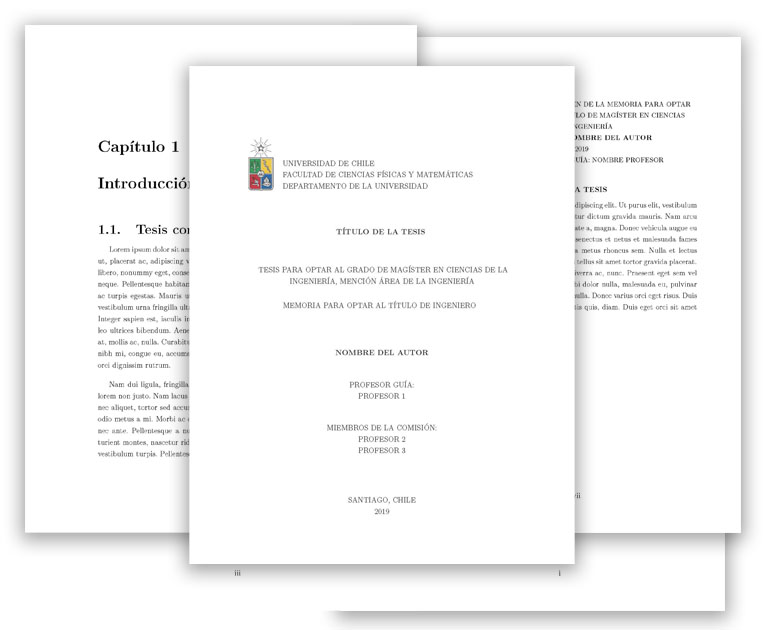 Capítulo 1
Introducción
1.1. Tesis con
Lorem ipsum dolor sit am
ut, placerat ac, adipiscing v
libero, nonummy eget, conse
neque. Pellentesque habitan
ac turpis egestas. Mauris u
vestibulum urna fringilla ult
Integer sapien est, iaculis in
leo ultrices bibendum. Aene
at, mollis ac, nulla. Curabitu
nibh mi, congue eu, accums
orci dignissim rutrum.
Nam dui ligula, fringilla
lorem non justo. Nam lacus
nec aliquet, tortor sed accu
odio metus a mi. Morbi ac
nec ante. Pellentesque a nu
turient montes, nascetur rid
vestibulum turpis. Pellentes
UNIVERSIDAD DE CHILE
FACULTAD DE CIENCIAS FÍSICAS Y MATEMÁTICAS
DEPARTAMENTO DE LA UNIVERSIDAD
TÍTULO DE LA TESIS
TESIS PARA OPTAR AL GRADO DE MAGÍSTER EN CIENCIAS DE LA
INGENIERÍA, MENCIÓN ÁREA DE LA INGENIERÍA
MEMORIA PARA OPTAR AL TÍTULO DE INGENIERO
NOMBRE DEL AUTOR
PROFESOR GUÍA:
PROFESOR 1
MIEMBROS DE LA COMISIÓN:
PROFESOR 2
PROFESOR 3
SANTIAGO, CHILE
2019
EN DE LA MEMORIA PARA OPTAR
LO DE MAGÍSTER EN CIENCIAS
NGENIERÍA
OMBRE DEL AUTOR
2019
UÍA: NOMBRE PROFESOR
A TESIS
dipiscing elit. Ut purus elit, vestibulum
tur dictum gravida mauris. Nam arcu
ste a, magna. Donec vehicula augue eu
senectus et netus et malesuada fames
a metus rhoncus sem. Nulla et lectus
tellus sit amet tortor gravida placerat.
iverra ac, nunc. Praesent eget sem vel
bi dolor nulla, malesuada eu, pulvinar
nulla. Donec varius orci eget risus. Duis
is quis, diam. Duis eget orci sit amet
vii
iii
i